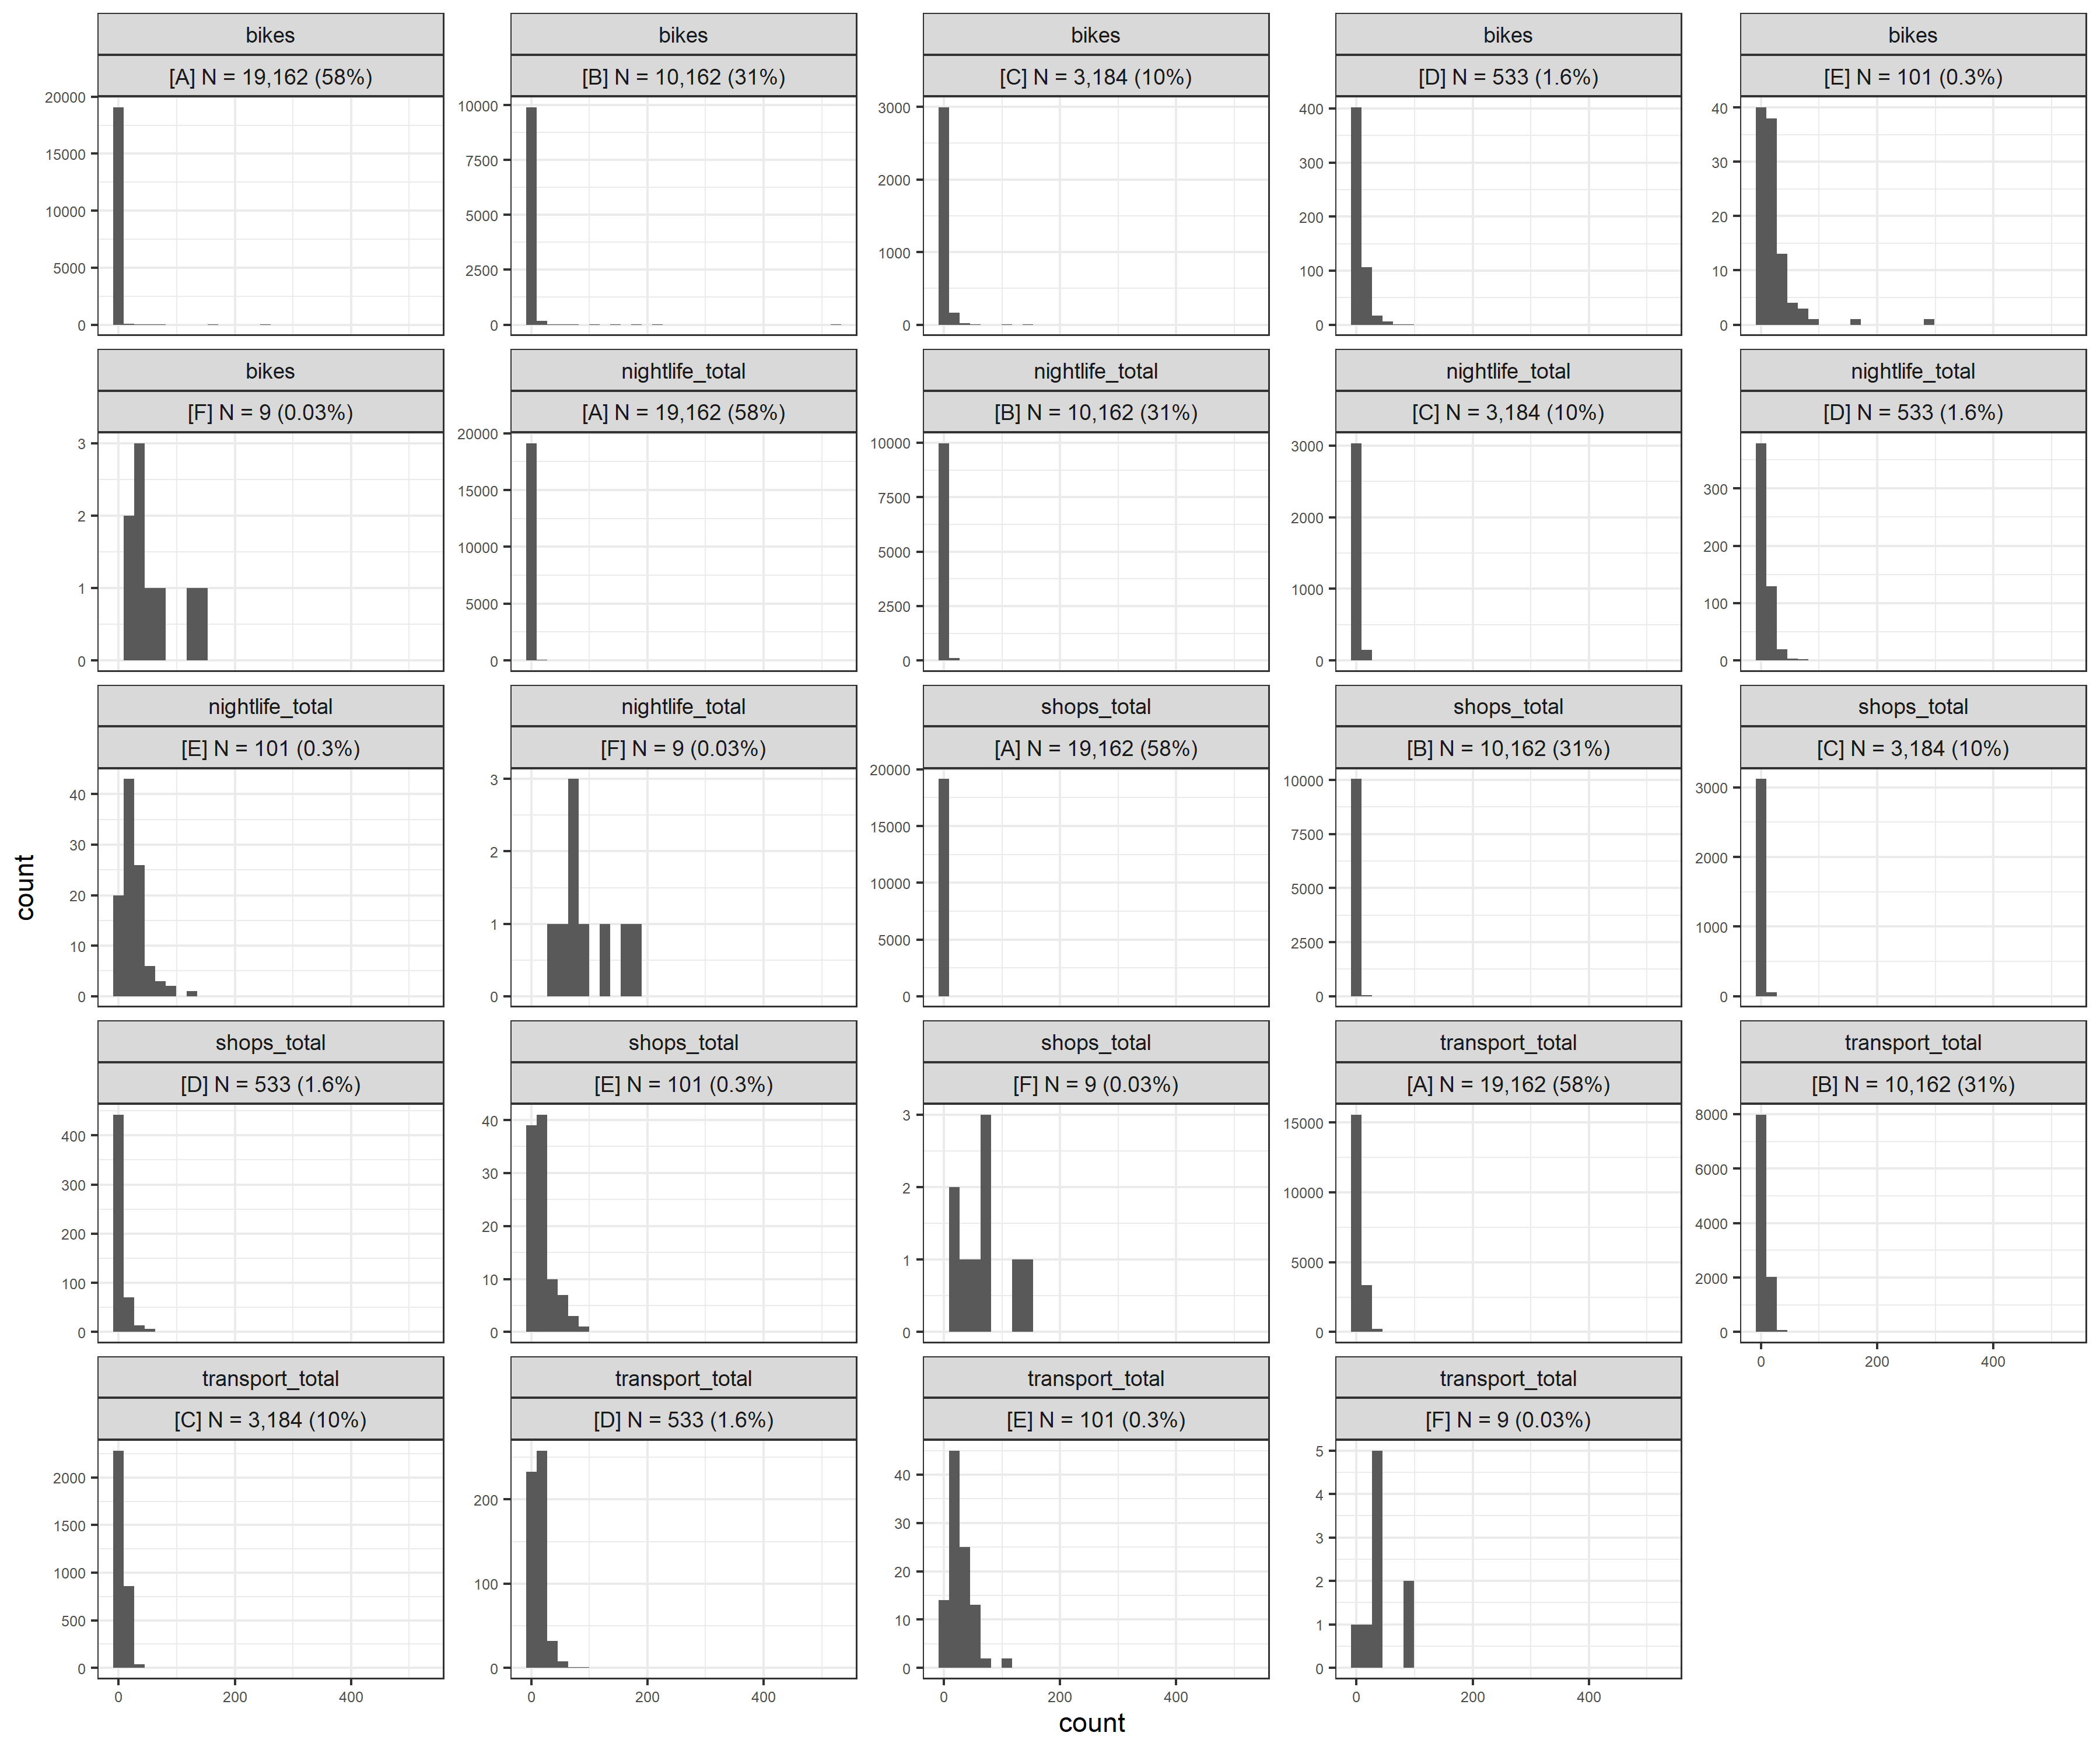 bikes bikes bikes bikes bikes
[A] N = 19,162 (58%) [B] N = 10,162 (31%) [C] N = 3,184 (10%) [D] N = 533 (1.6%) [E] N = 101 (0.3%)
20000 10000 3000 400 40
15000 7500 2000 300 30
10000 5000 1000 200 20
5000 2500 0 100 10
0 0 0 0
bikes nightlife_total nightlife_total nightlife_total nightlife_total
[F] N = 9 (0.03%) [A] N = 19,162 (58%) [B] N = 10,162 (31%) [C] N = 3,184 (10%) [D] N = 533 (1.6%)
3 20000 10000 3000 300
2 15000 7500 2000 200
1 10000 5000 1000 100
0 5000 2500 0 0
0 0
nightlife_total nightlife_total shops_total shops_total shops_total
[E] N = 101 (0.3%) [F] N = 9 (0.03%) [A] N = 19,162 (58%) [B] N = 10,162 (31%) [C] N = 3,184 (10%)
40 3 20000 10000 3000
30 2 15000 7500 2000
20 1 10000 5000 1000
10 0 5000 2500 0
0 0 0
count
shops_total shops_total shops_total transport_total transport_total
[D] N = 533 (1.6%) [E] N = 101 (0.3%) [F] N = 9 (0.03%) [A] N = 19,162 (58%) [B] N = 10,162 (31%)
400 40 3 15000 8000
300 30 2 10000 6000
200 20 1 5000 4000
100 10 0 0 2000
0 0 0
0 200 400
transport_total transport_total transport_total transport_total
[C] N = 3,184 (10%) [D] N = 533 (1.6%) [E] N = 101 (0.3%) [F] N = 9 (0.03%)
2000 200 40 5
1500 100 30 4
1000 0 20 3
500 10 2
0 0 1
0
0 200 400 0 200 400 0 200 400 0 200 400
count